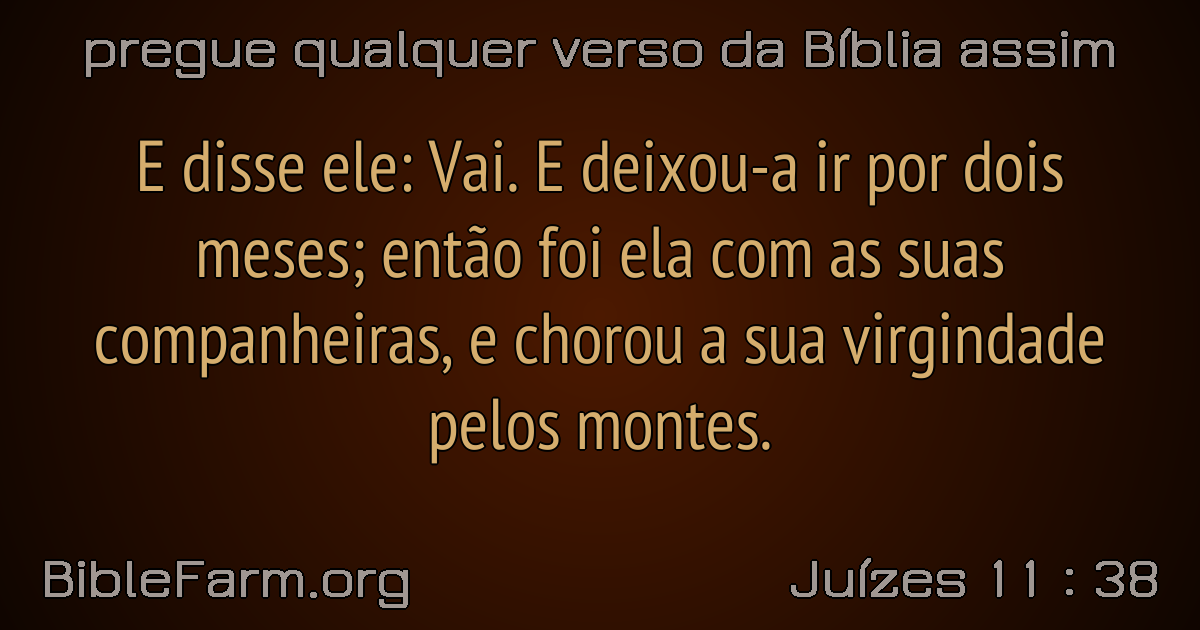 pregue qualquer verso da Bíblia assim
E disse ele: Vai. E deixou-a ir por dois
meses; então foi ela com as suas
companheiras, e chorou a sua virgindade
pelos montes.
BibleFarm.org
Juízes 11 : 38